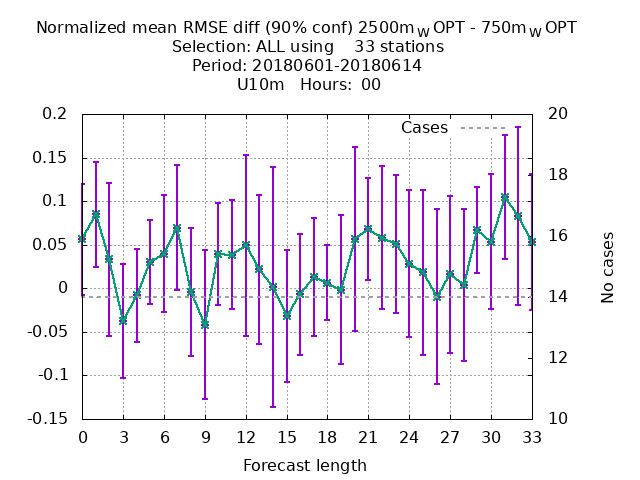 Normalized mean RMSE diff (90% conf) 2500m_W OPT - 750m_W OPT
Selection: ALL using    33 stations
Period: 20180601-20180614
U10m   Hours:  00
0.2
0.15
0.1
0.05
0
-0.05
-0.1
-0.15
Cases
20
18
16
14
12
10
No cases
0 3 6 9 12 15 18 21 24 27 30 33
Forecast length